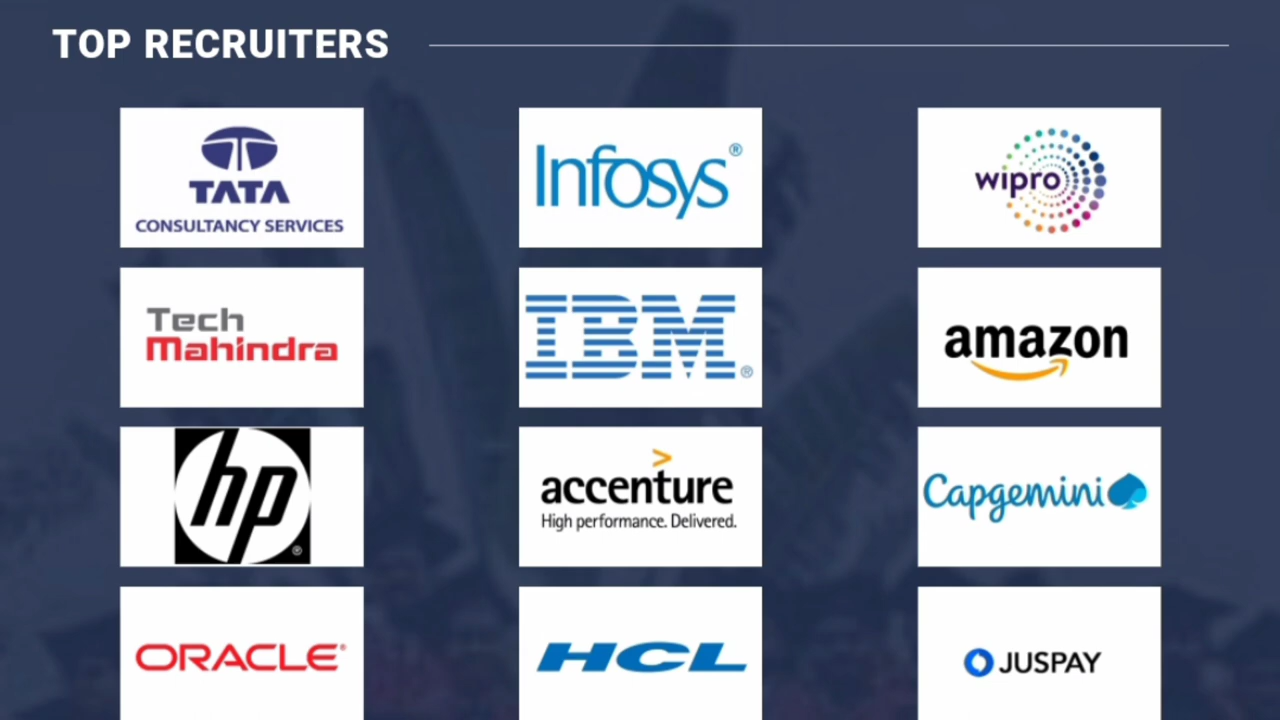 TOP RECRUITERS
TATA
CONSULTANCY SERVICES
Infosys®
wipro
Tech
Mahindra
IBM®
amazon
hp®
accenture
High performance. Delivered.
Capgemini
ORACLE®
HCL
JUSPAY